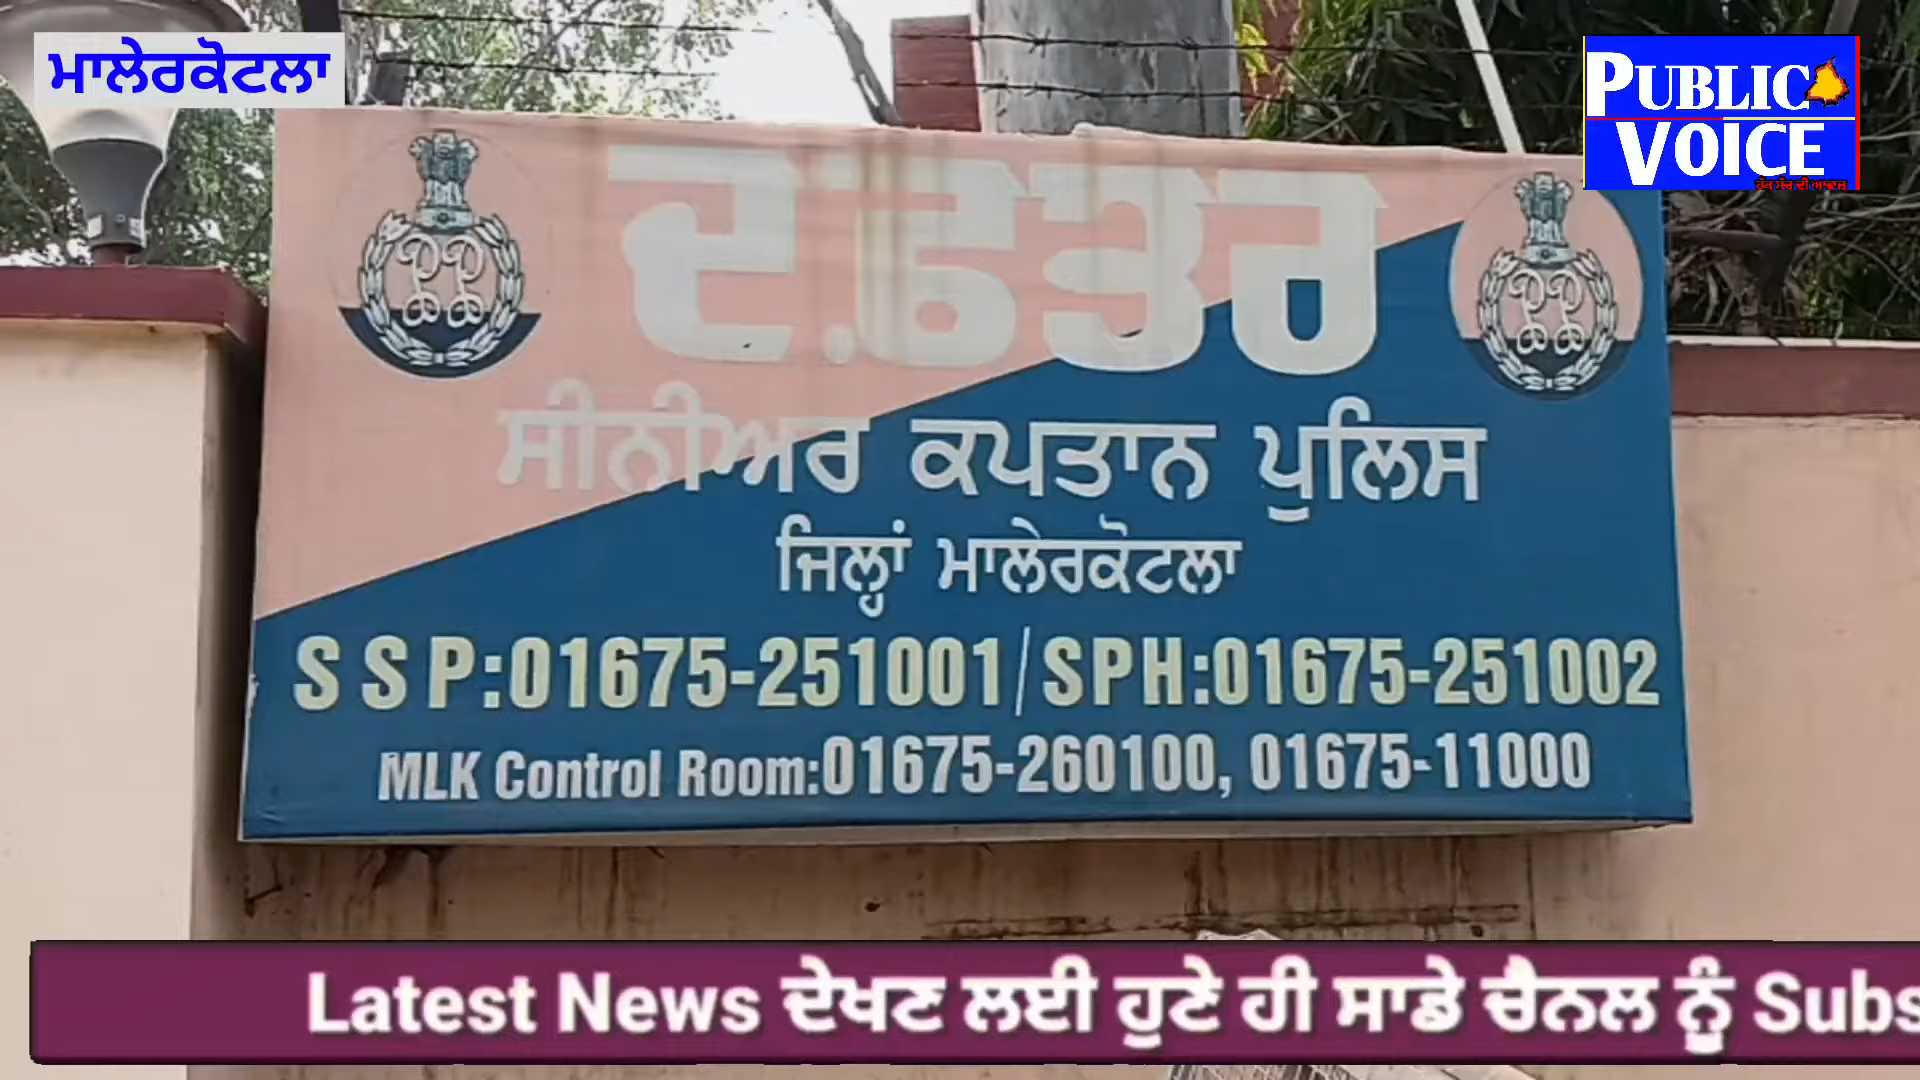 ਮਾਲੇਰਕੋਟਲਾ
PUBLIC
VOICE
ਦਫ਼ਤਰ
ਸੀਨੀਅਰ ਕਪਤਾਨ ਪੁਲਿਸ
ਜਿਲ੍ਹਾਂ ਮਾਲੇਰਕੋਟਲਾ
S S P:01675-251001/SPH:01675-251002
MLK Control Room:01675-260100, 01675-11000
Latest News ਦੇਖਣ ਲਈ ਹੁਣੇ ਹੀ ਸਾਡੇ ਚੈਨਲ ਨੂੰ Subs